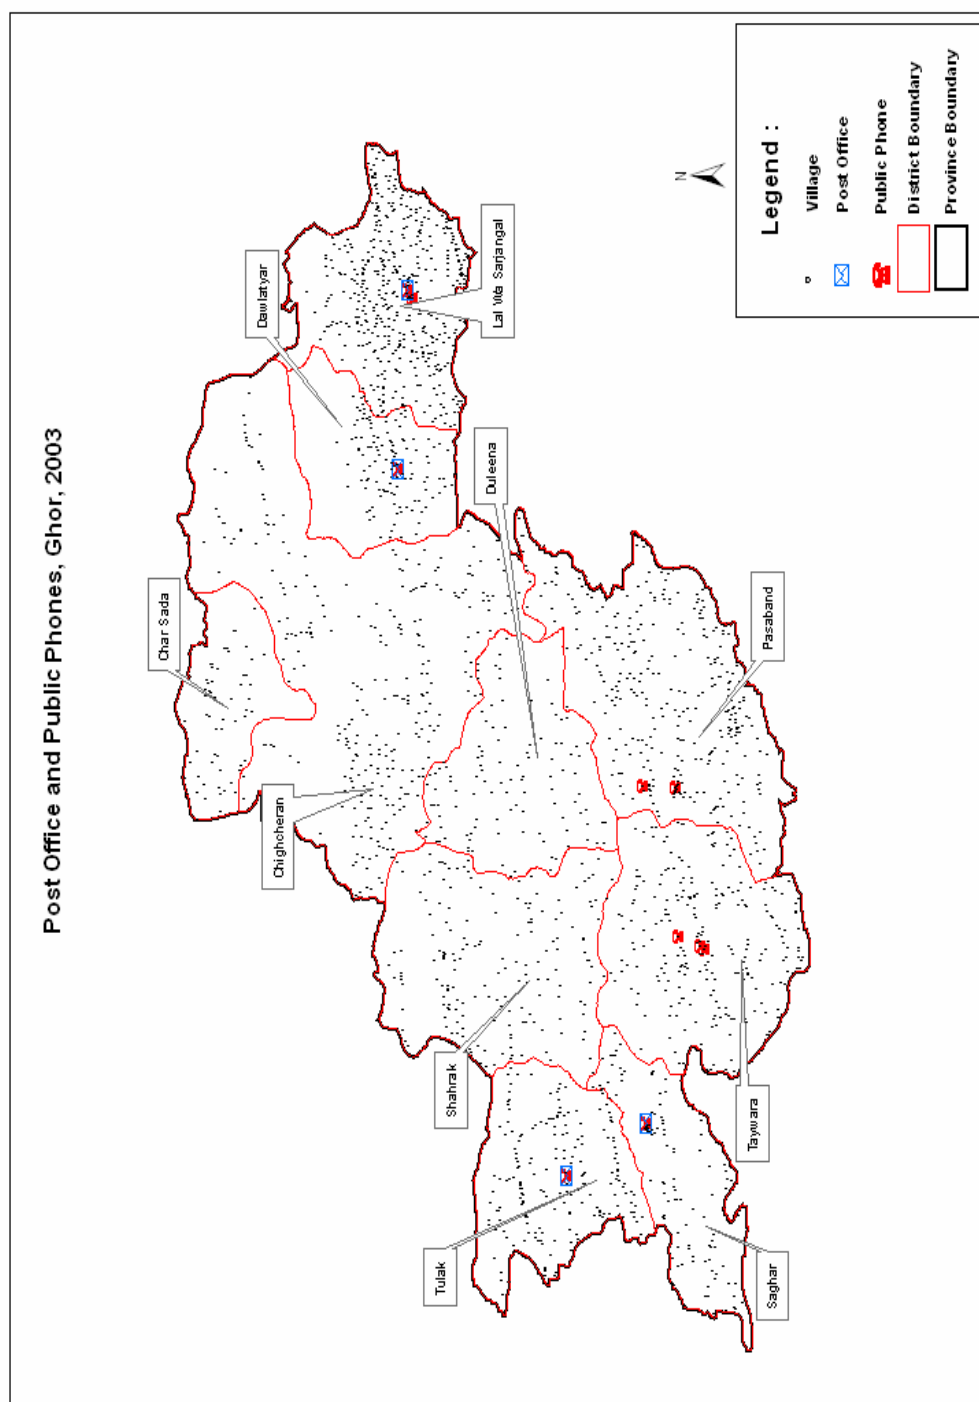 Post Office and Public Phones, Ghor, 2003
Char Sada
Dawlatyar
Lal Wa Sarjangal
Chighcheran
Duleena
Shahrak
Pasaband
Tulak
Taywara
Saghar
N
Legend :
Village
Post Office
Public Phone
District Boundary
Province Boundary